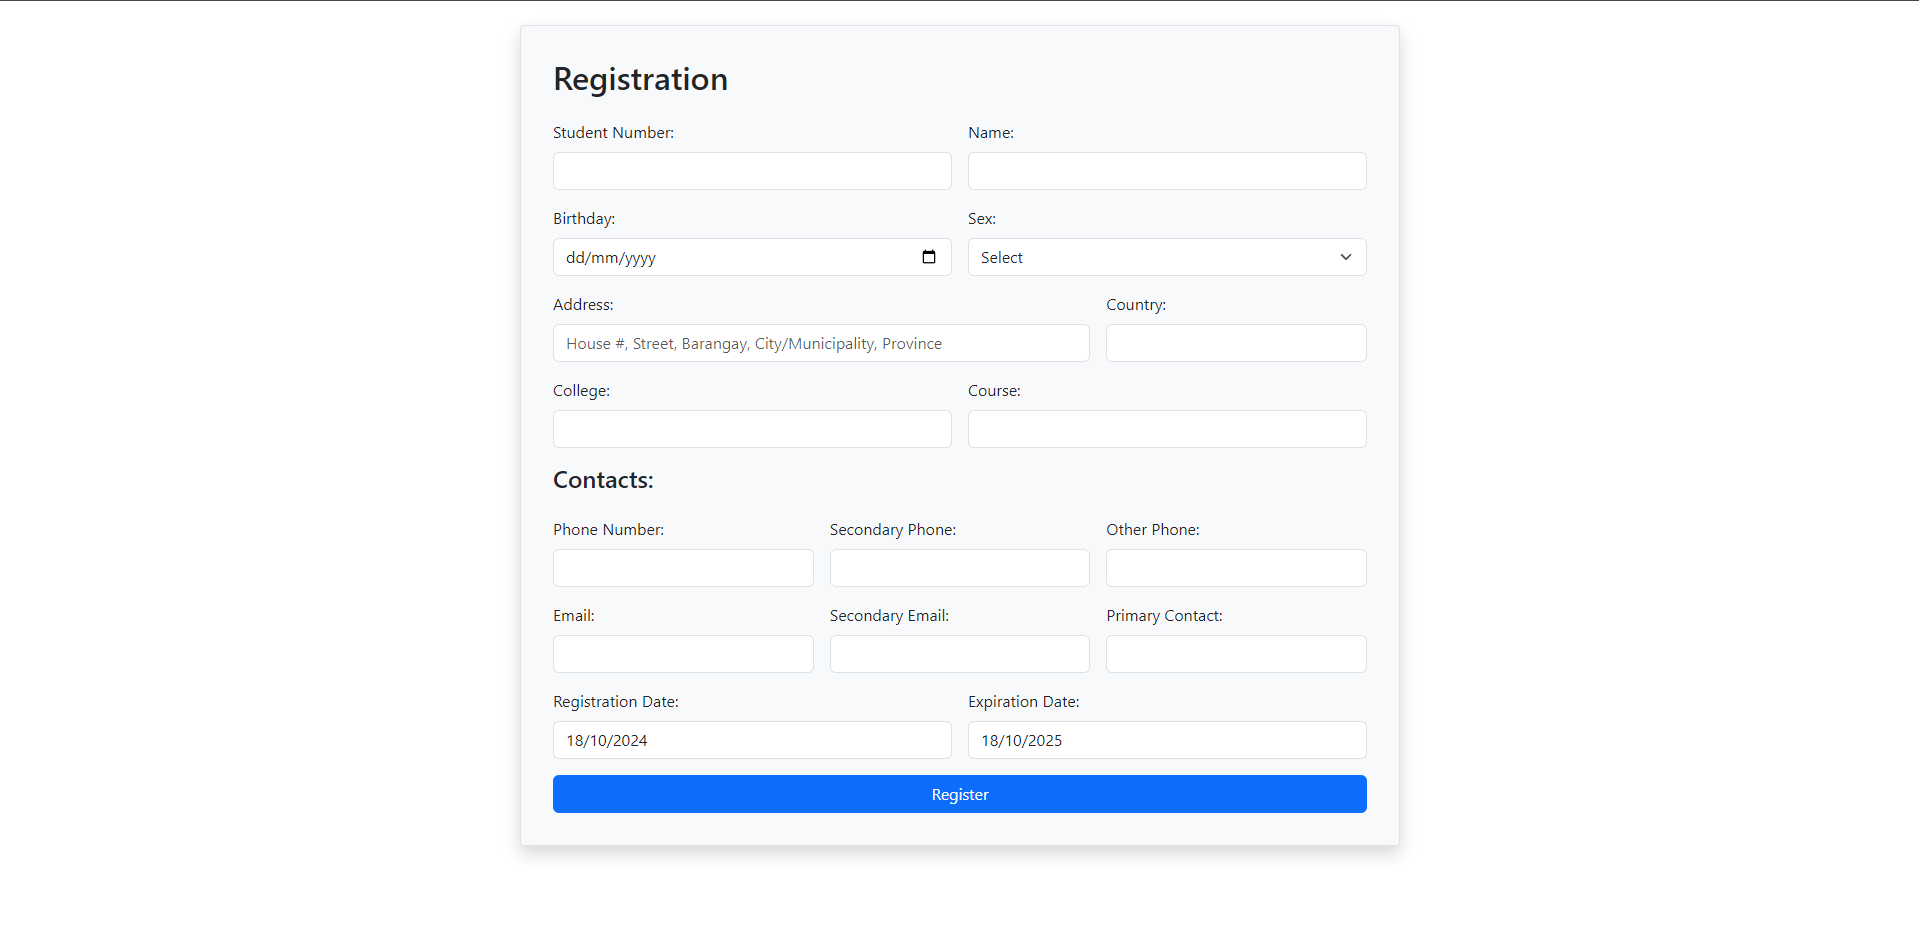 Registration
Student Number: Name:
Birthday: Sex:
dd/mm/yyyy Select
Address: Country:
House #, Street, Barangay, City/Municipality, Province
College: Course:
Contacts:
Phone Number: Secondary Phone: Other Phone:
Email: Secondary Email: Primary Contact:
Registration Date: Expiration Date:
18/10/2024 18/10/2025
Register